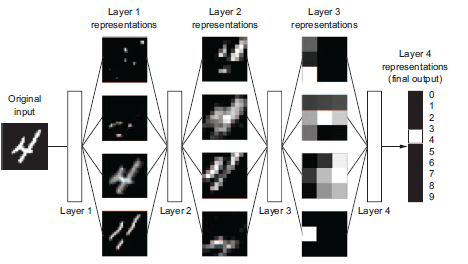 Layer 1
representations
Layer 2
representations
Layer 3
representations
Layer 4
representations
(final output)
Original
input
0
1
2
3
4
5
6
7
8
9
Layer 1
Layer 2
Layer 3
Layer 4